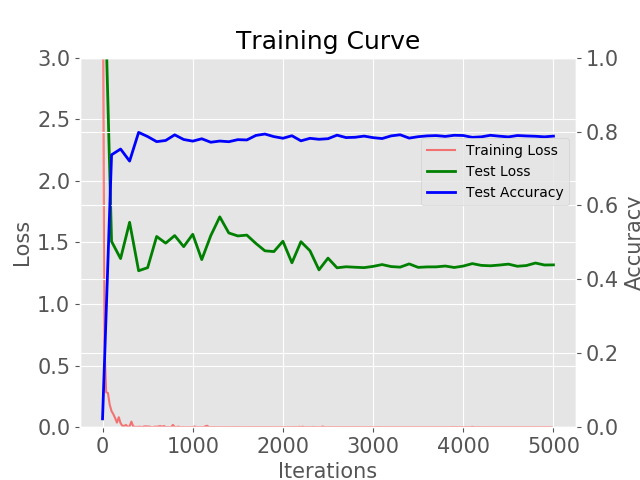 Training Curve
3.0
2.5
2.0
1.5
1.0
0.5
0.0
Loss
1.0
0.8
0.6
0.4
0.2
0.0
Accuracy
Training Loss
Test Loss
Test Accuracy
0
1000
2000
3000
4000
5000
Iterations